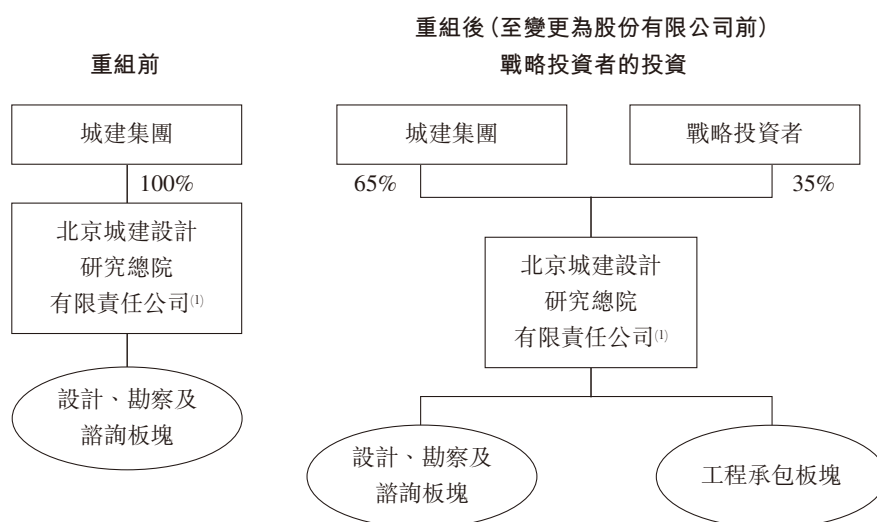 重組前
城建集團
100%
北京城建設計
研究總院
有限責任公司(1)
設計、勘察及
諮詢板塊
重組後(至變更為股份有限公司前)
戰略投資者的投資
城建集團
戰略投資者
65%
35%
北京城建設計
研究總院
有限責任公司(1)
設計、勘察及
諮詢板塊
工程承包板塊